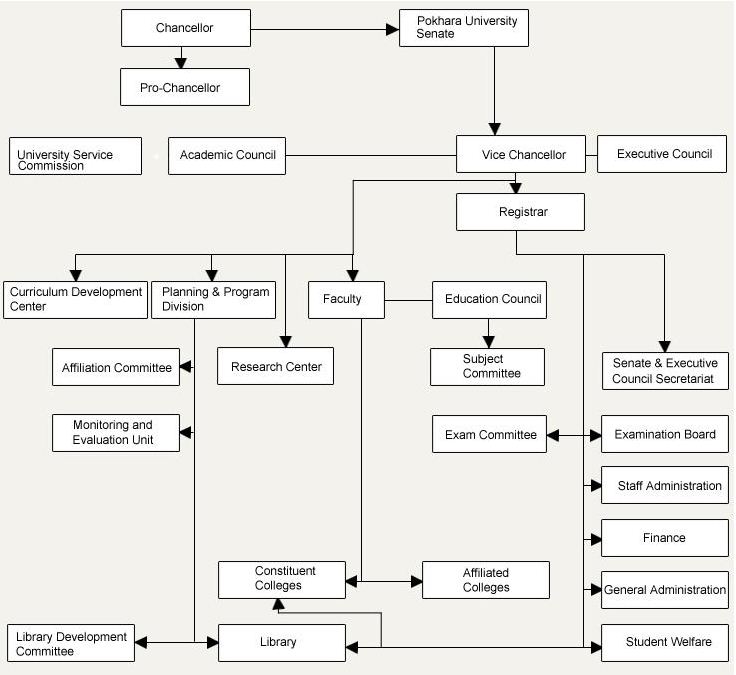 Chancellor
Pokhara University
Senate
Pro-Chancellor
University Service
Commission
Academic Council
Vice Chancellor
Executive Council
Registrar
Curriculum Development
Center
Planning & Program
Division
Faculty
Education Council
Affiliation Committee
Research Center
Subject
Committee
Senate & Executive
Council Secretariat
Monitoring and
Evaluation Unit
Exam Committee
Examination Board
Staff Administration
Finance
Constituent
Colleges
Affiliated
Colleges
General Administration
Library Development
Committee
Library
Student Welfare